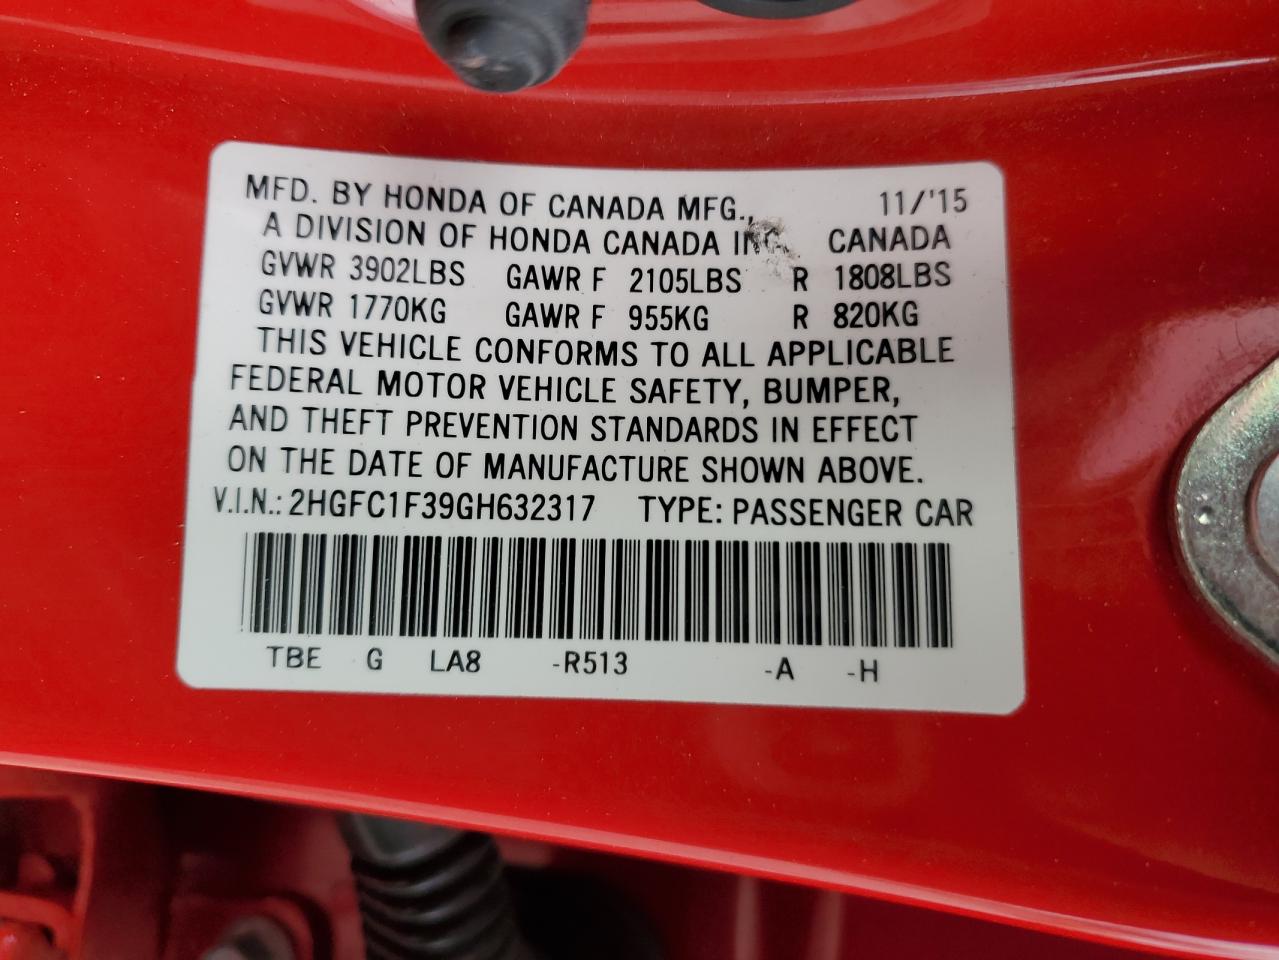 MFD. BY HONDA OF CANADA MFG., 11/'15
A DIVISION OF HONDA CANADA INC. CANADA
GVWR 3902LBS GAWR F 2105LBS R 1808LBS
GVWR 1770KG GAWR F 955KG R 820KG
THIS VEHICLE CONFORMS TO ALL APPLICABLE
FEDERAL MOTOR VEHICLE SAFETY, BUMPER,
AND THEFT PREVENTION STANDARDS IN EFFECT
ON THE DATE OF MANUFACTURE SHOWN ABOVE.
V.I.N.: 2HGFC1F39GH632317 TYPE: PASSENGER CAR
TBE G LA8 -R513 -A -H